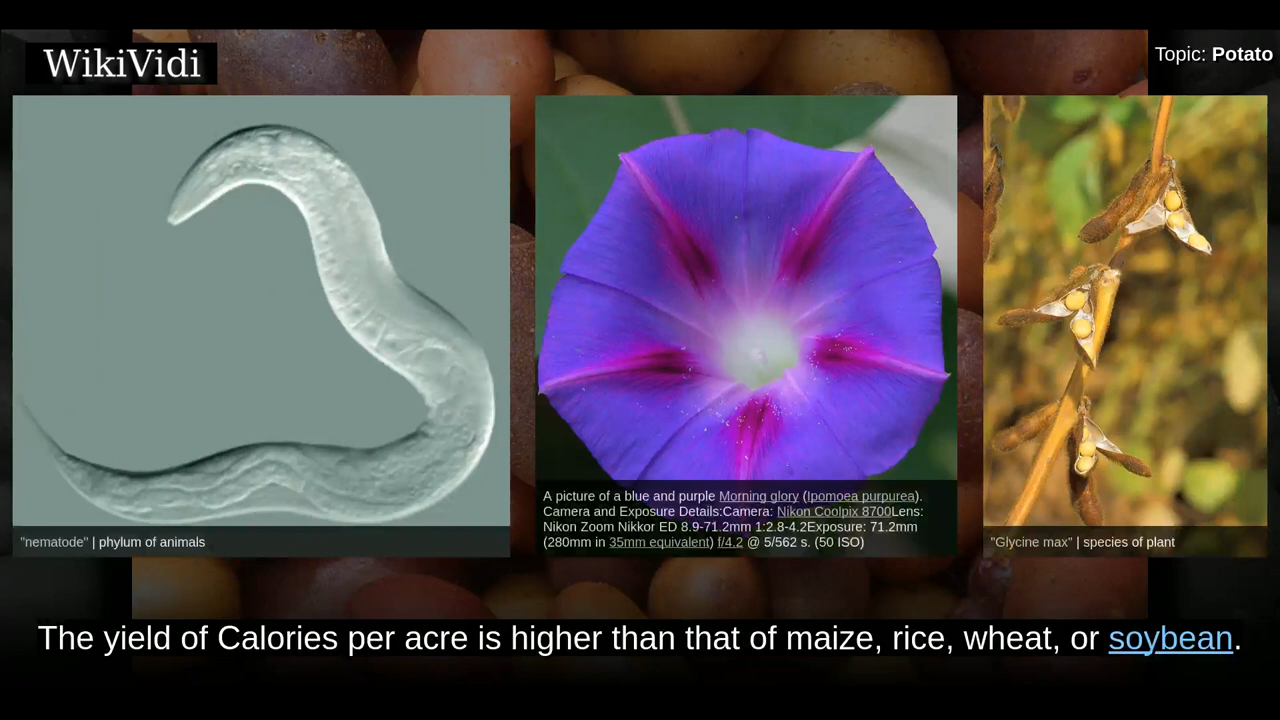 WikiVidi
Topic: Potato
"nematode" | phylum of animals
A picture of a blue and purple Morning glory (Ipomoea purpurea).
Camera and Exposure Details:Camera: Nikon Coolpix 8700Lens:
Nikon Zoom Nikkor ED 8.9-71.2mm 1:2.8-4.2Exposure: 71.2mm
(280mm in 35mm equivalent) f/4.2 @ 5/562 s. (50 ISO)
"Glycine max" | species of plant
The yield of Calories per acre is higher than that of maize, rice, wheat, or soybean.